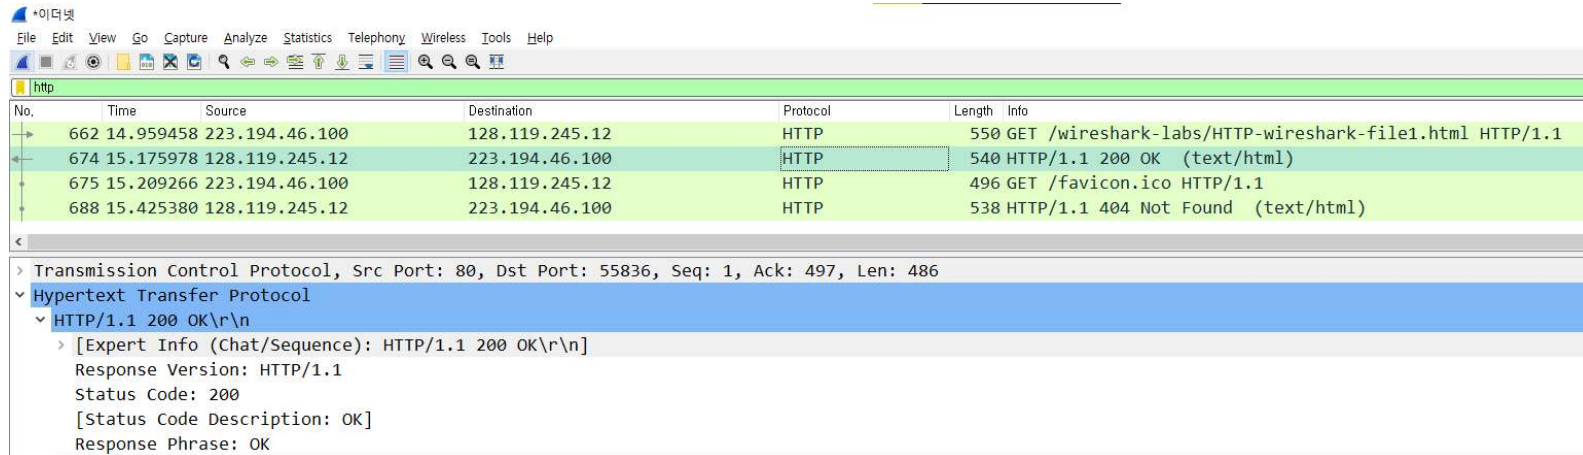 *이더넷
File Edit View Go Capture Analyze Statistics Telephony Wireless Tools Help
http
No. Time Source Destination Protocol Length Info
662 14.959458 223.194.46.100 128.119.245.12 HTTP 550 GET /wireshark-labs/HTTP-wireshark-file1.html HTTP/1.1
674 15.175978 128.119.245.12 223.194.46.100 HTTP 540 HTTP/1.1 200 OK (text/html)
675 15.209266 223.194.46.100 128.119.245.12 HTTP 496 GET /favicon.ico HTTP/1.1
688 15.425380 128.119.245.12 223.194.46.100 HTTP 538 HTTP/1.1 404 Not Found (text/html)
Transmission Control Protocol, Src Port: 80, Dst Port: 55836, Seq: 1, Ack: 497, Len: 486
Hypertext Transfer Protocol
HTTP/1.1 200 OK\r\n
[Expert Info (Chat/Sequence): HTTP/1.1 200 OK\r\n]
Response Version: HTTP/1.1
Status Code: 200
[Status Code Description: OK]
Response Phrase: OK